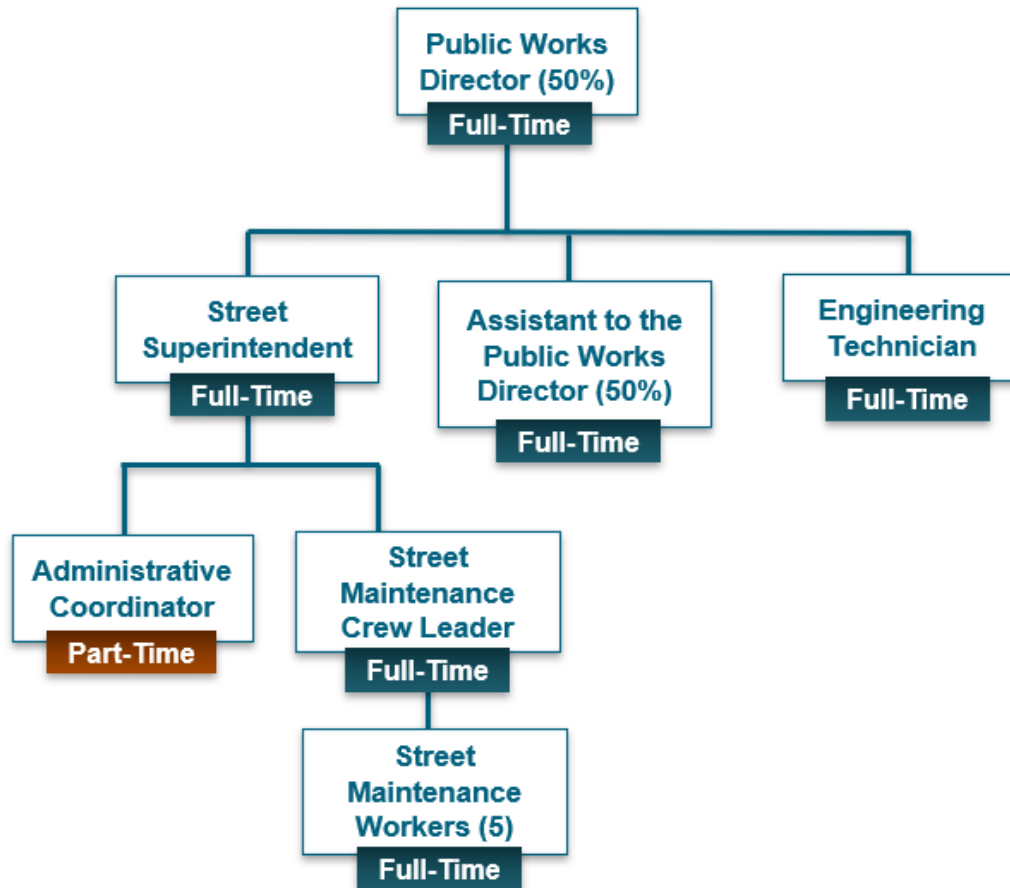 Public Works
Director (50%)
Full-Time
Street
Superintendent
Full-Time
Assistant to the
Public Works
Director (50%)
Full-Time
Engineering
Technician
Full-Time
Administrative
Coordinator
Part-Time
Street
Maintenance
Crew Leader
Full-Time
Street
Maintenance
Workers (5)
Full-Time